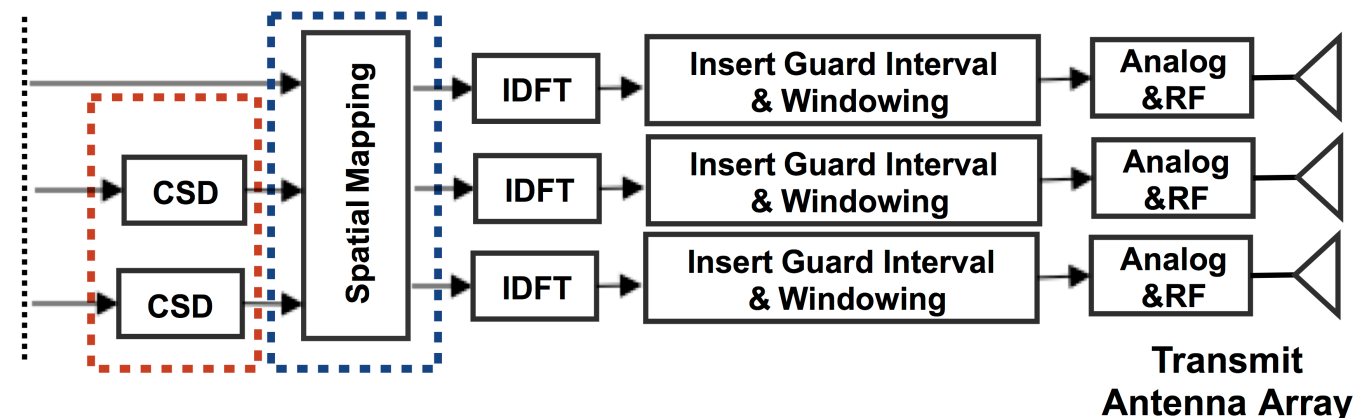 IDFT
Insert Guard Interval
& Windowing
Analog
&RF
Spatial Mapping
CSD
IDFT
Insert Guard Interval
& Windowing
Analog
&RF
CSD
IDFT
Insert Guard Interval
& Windowing
Analog
&RF
Transmit
Antenna Array